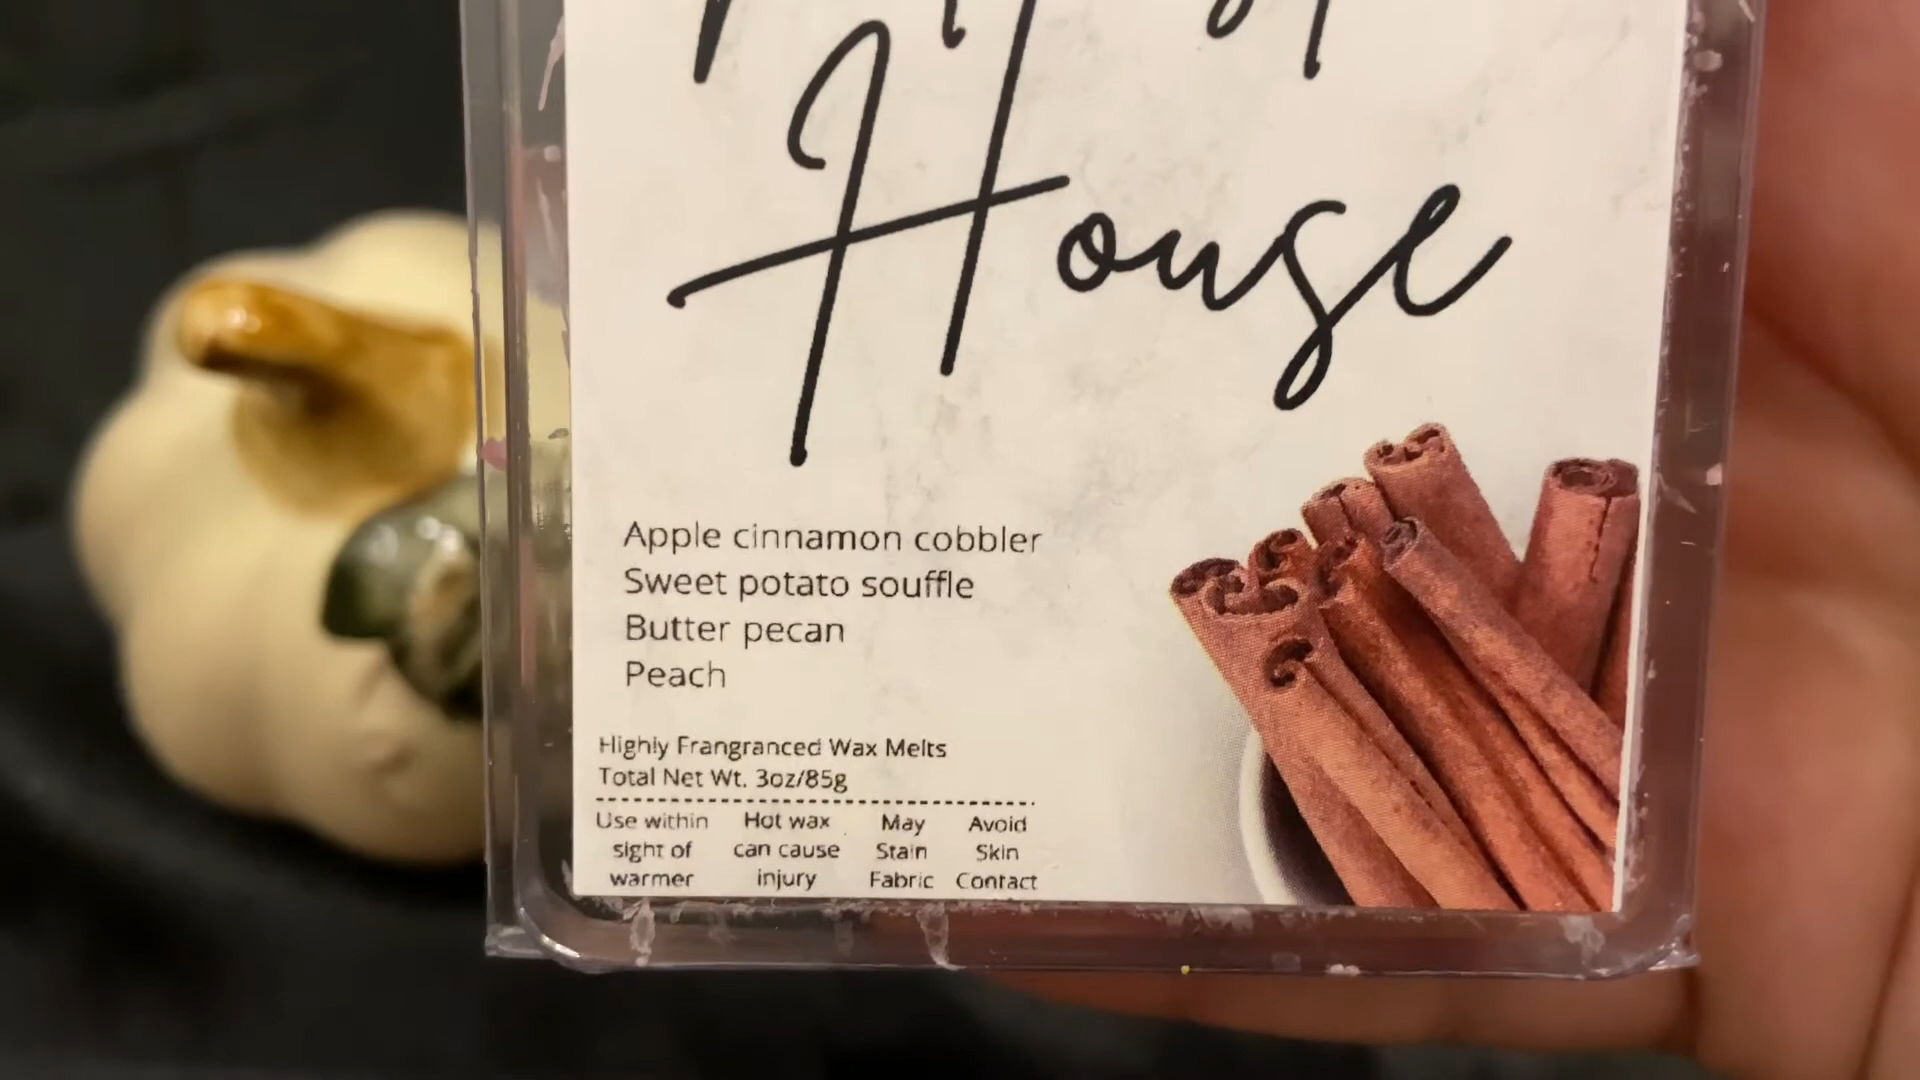 House
Apple cinnamon cobbler
Sweet potato souffle
Butter pecan
Peach
Highly Frangranced Wax Melts
Total Net Wt. 3oz/85g
Use within sight of warmer
Hot wax can cause injury
May Stain Fabric
Avoid Skin Contact